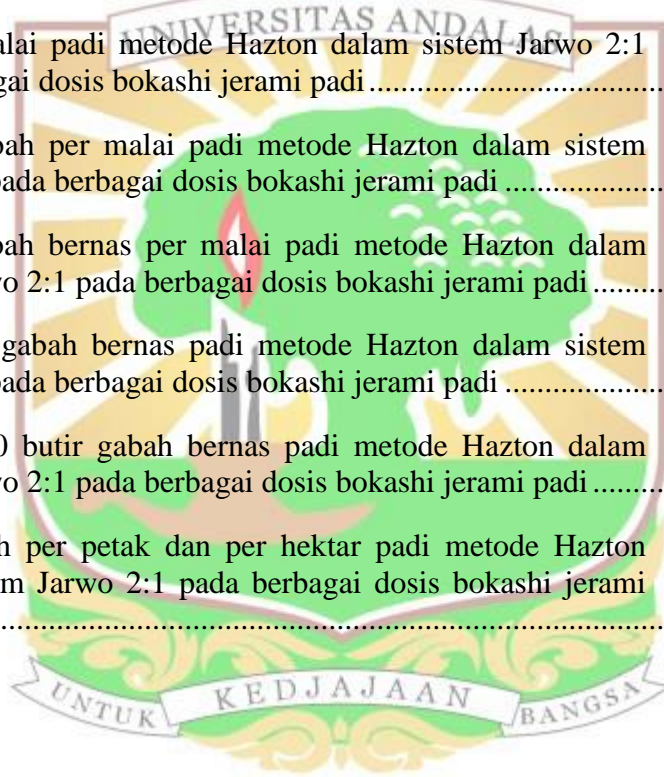 UNIVERSITAS ANDALAS
alai padi metode Hazton dalam sistem Jarwo 2:1
gai dosis bokashi jerami padi....................................
bah per malai padi metode Hazton dalam sistem
pada berbagai dosis bokashi jerami padi...................
bah bernas per malai padi metode Hazton dalam
vo 2:1 pada berbagai dosis bokashi jerami padi.........
gabah bernas padi metode Hazton dalam sistem
pada berbagai dosis bokashi jerami padi...................
0 butir gabah bernas padi metode Hazton dalam
vo 2:1 pada berbagai dosis bokashi jerami padi.........
h per petak dan per hektar padi metode Hazton
m Jarwo 2:1 pada berbagai dosis bokashi jerami
................................................................................
UNTUK KEDJAJAAN BANGSA